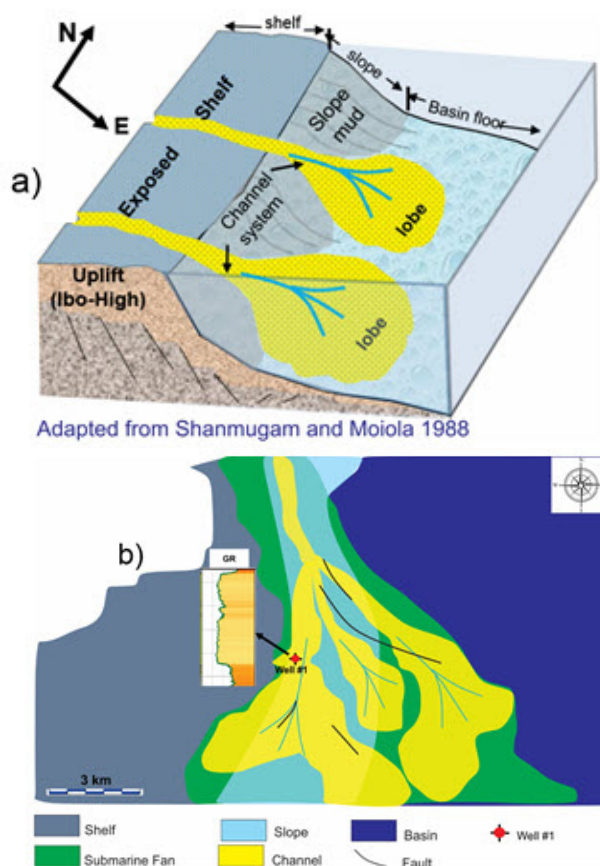 shelf
N
slope
Basin floor
E
Shelf
Slope
mud
a)
Exposed
Channel
system
lobe
Uplift
(Ibo-High)
lobe
Adapted from Shanmugam and Moiola 1988
b)
GR
Well #1
3 km
Shelf
Slope
Basin
Well #1
Submarine Fan
Channel
Fault